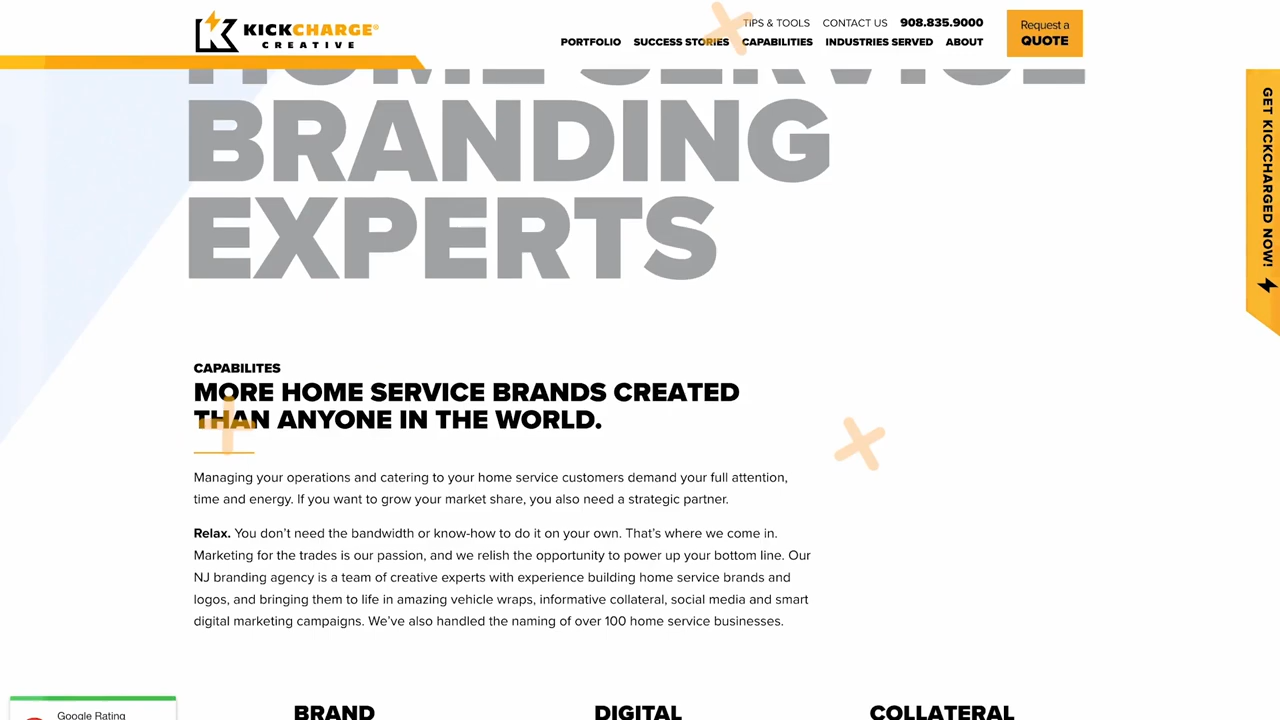 KICKCHARGE®
CREATIVE
TIPS & TOOLS CONTACT US 908.835.9000
PORTFOLIO SUCCESS STORIES CAPABILITIES INDUSTRIES SERVED ABOUT
Request a
QUOTE
HOME SERVICE
BRANDING
EXPERTS
GET KICKCHARGED NOW!
CAPABILITES
MORE HOME SERVICE BRANDS CREATED
THAN ANYONE IN THE WORLD.
Managing your operations and catering to your home service customers demand your full attention,
time and energy. If you want to grow your market share, you also need a strategic partner.
Relax. You don’t need the bandwidth or know-how to do it on your own. That’s where we come in.
Marketing for the trades is our passion, and we relish the opportunity to power up your bottom line. Our
NJ branding agency is a team of creative experts with experience building home service brands and
logos, and bringing them to life in amazing vehicle wraps, informative collateral, social media and smart
digital marketing campaigns. We’ve also handled the naming of over 100 home service businesses.
Google Rating
BRAND DIGITAL COLLATERAL